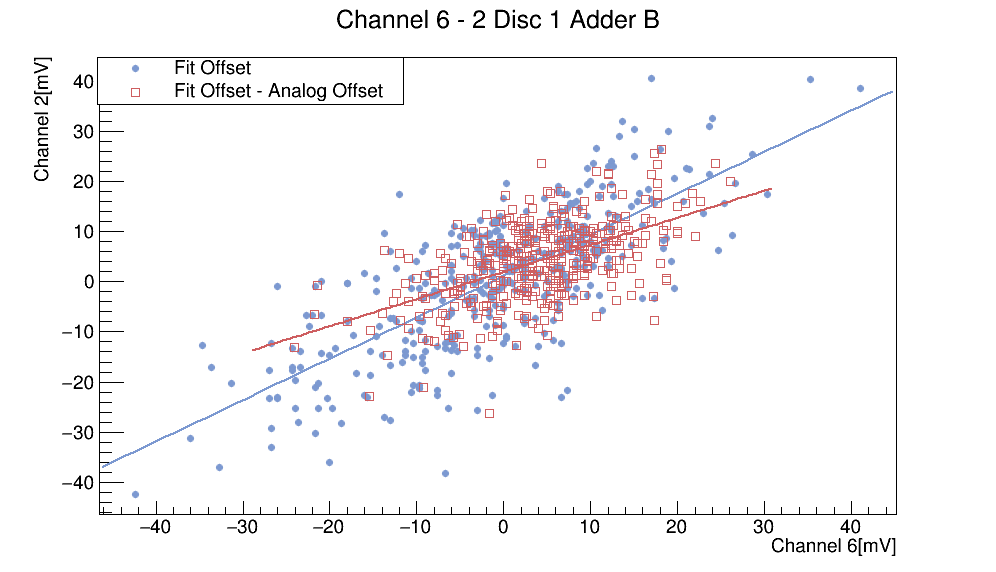 Channel 6 - 2 Disc 1 Adder B
Channel 2[mV]
Fit Offset
Fit Offset - Analog Offset
40
30
20
10
0
−10
−20
−30
−40
−40 −30 −20 −10 0 10 20 30 40
Channel 6[mV]